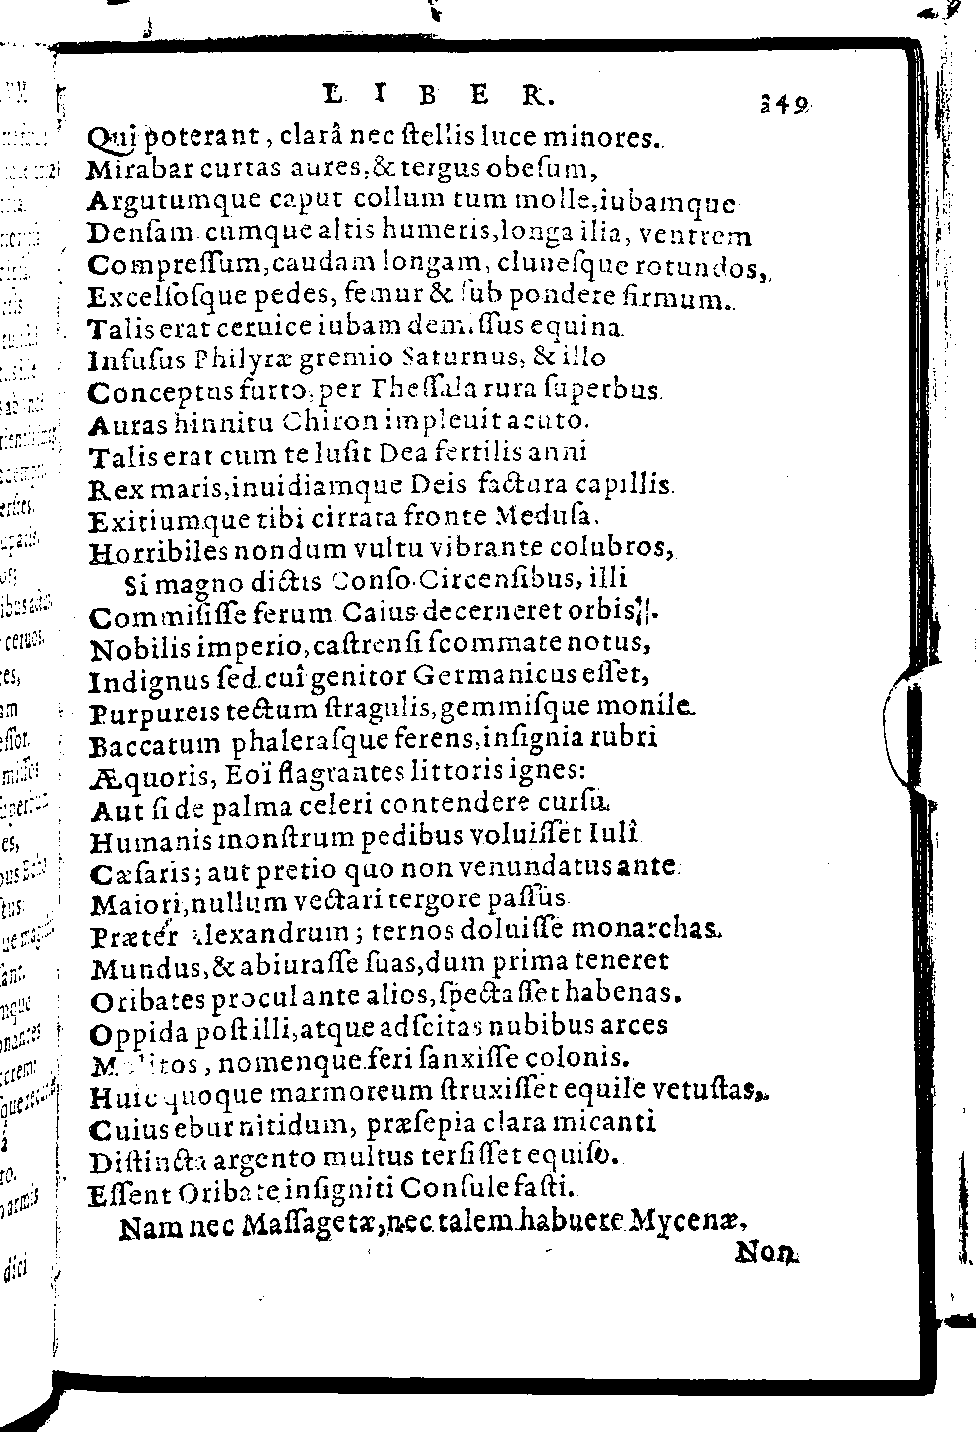 LIBER. 349
Qui poterant, clarâ nec ſtellis luce minores.
Mirabar curtas aures, & tergus obeſum,
Argutumque caput collum tum molle, iubamque
Denſam cumque altis humeris, longa ilia, ventrem
Compreſſum, caudam longam, cluneſque rotundos,
Excelſoſque pedes, femur & ſub pondere firmum.
Talis erat ceruice iubam demiſſus equina
Infuſus Philyræ gremio Saturnus, & illo
Conceptus furto, per Theſſala rura ſuperbus
Auras hinnitu Chiron impleuit acuto.
Talis erat cum te luſit Dea fertilis anni
Rex maris, inuidiamque Deis factura capillis
Exitiumque tibi cirrata fronte Meduſa.
Horribiles nondum vultu vibrante colubros,
Si magno dictis Conſo Circenſibus, illi
Commiſiſſe ferum Caius decerneret orbis
Nobilis imperio, caſtrenſi ſcommate notus,
Indignus ſed cui genitor Germanicus eſſet,
Purpureis tectum ſtragulis, gemmiſque monile
Baccatum phaleraſque ferens, inſignia rubri
Æquoris, Eoï flagrantes littoris ignes:
Aut ſi de palma celeri contendere curſu
Humanis monſtrum pedibus voluiſſet Iulî
Cæſaris; aut pretio quo non venundatus ante
Maiori, nullum vectari tergore paſſus
Præter Alexandrum; ternos doluiſſe monarchas
Mundus, & abiuraſſe ſuas, dum prima teneret
Oribates procul ante alios, ſpectaſſet habenas.
Oppida poſt illi, atque adſcitas nubibus arces
, nomenque feri ſanxiſſe colonis.
Huic quoque marmoreum ſtruxiſſet equile vetuſtas,
Cuius ebur nitidum, præſepia clara micanti
Diſtincta argento multus terſiſſet equiſo.
Eſſent Oribate inſigniti Conſule faſti.
Nam nec Maſſagetæ, nec talem habuere Mycenæ,
Non